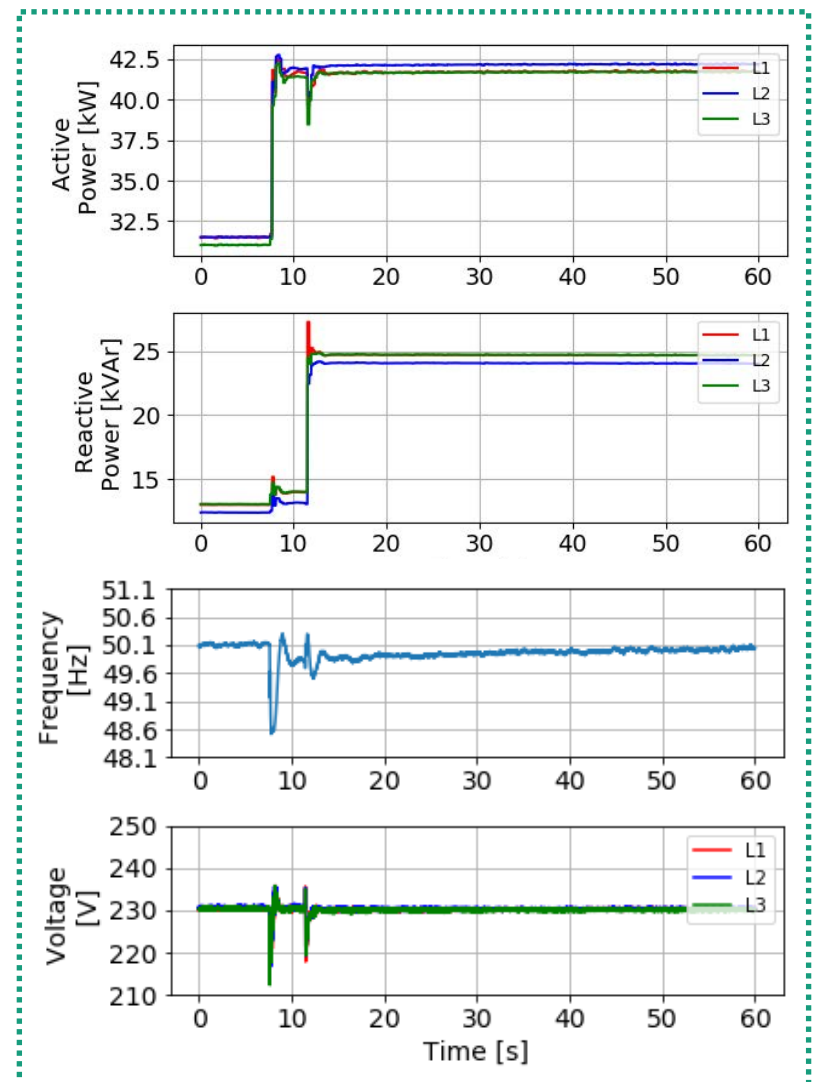 Active
Power [kW]
42.5
40.0
37.5
35.0
32.5
0 10 20 30 40 50 60
L1
L2
L3
Reactive
Power [kVAr]
25
20
15
0 10 20 30 40 50 60
L1
L2
L3
Frequency
[Hz]
51.1
50.6
50.1
49.6
49.1
48.6
48.1
0 10 20 30 40 50 60
Voltage
[V]
250
240
230
220
210
L1
L2
L3
0 10 20 30 40 50 60
Time [s]